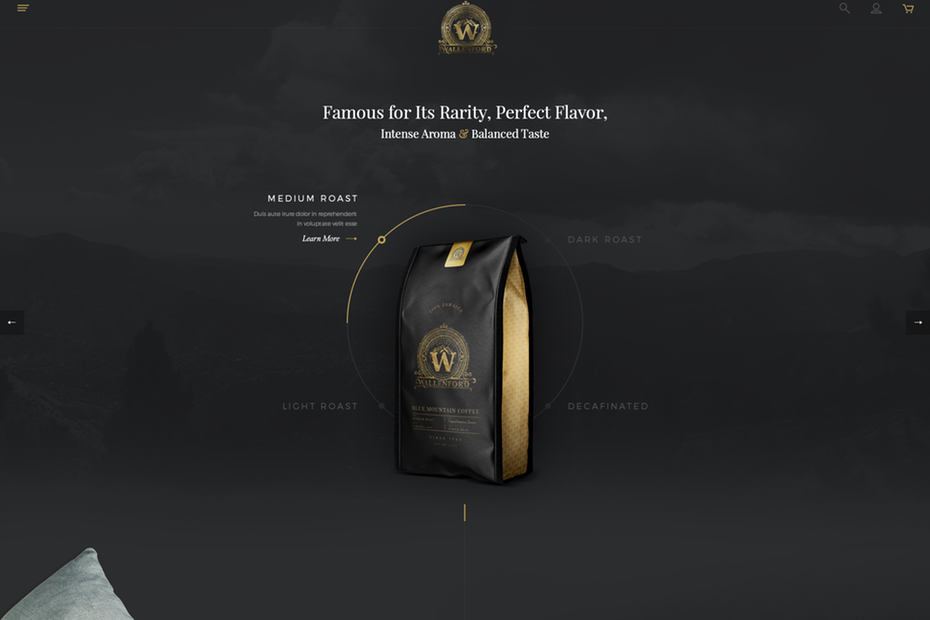 W
WALLENFORD
Famous for Its Rarity, Perfect Flavor,
Intense Aroma & Balanced Taste
MEDIUM ROAST
Duis aute irure dolor in reprehenderit
in voluptate velit esse
Learn More
DARK ROAST
LIGHT ROAST
DECAFINATED
W
WALLENFORD
BLUE MOUNTAIN COFFEE